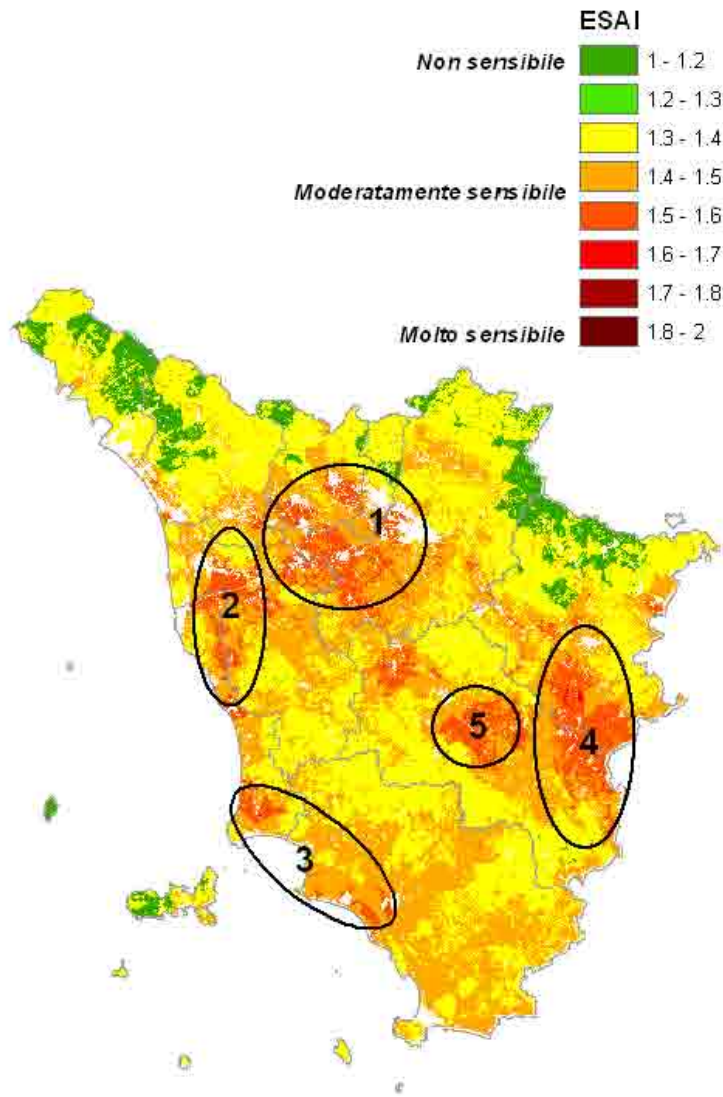 ESAI
Non sensibile 1 - 1.2
1.2 - 1.3
1.3 - 1.4
1.4 - 1.5
Moderatamente sensibile
1.5 - 1.6
1.6 - 1.7
1.7 - 1.8
Molto sensibile 1.8 - 2
1
2
5
4
3